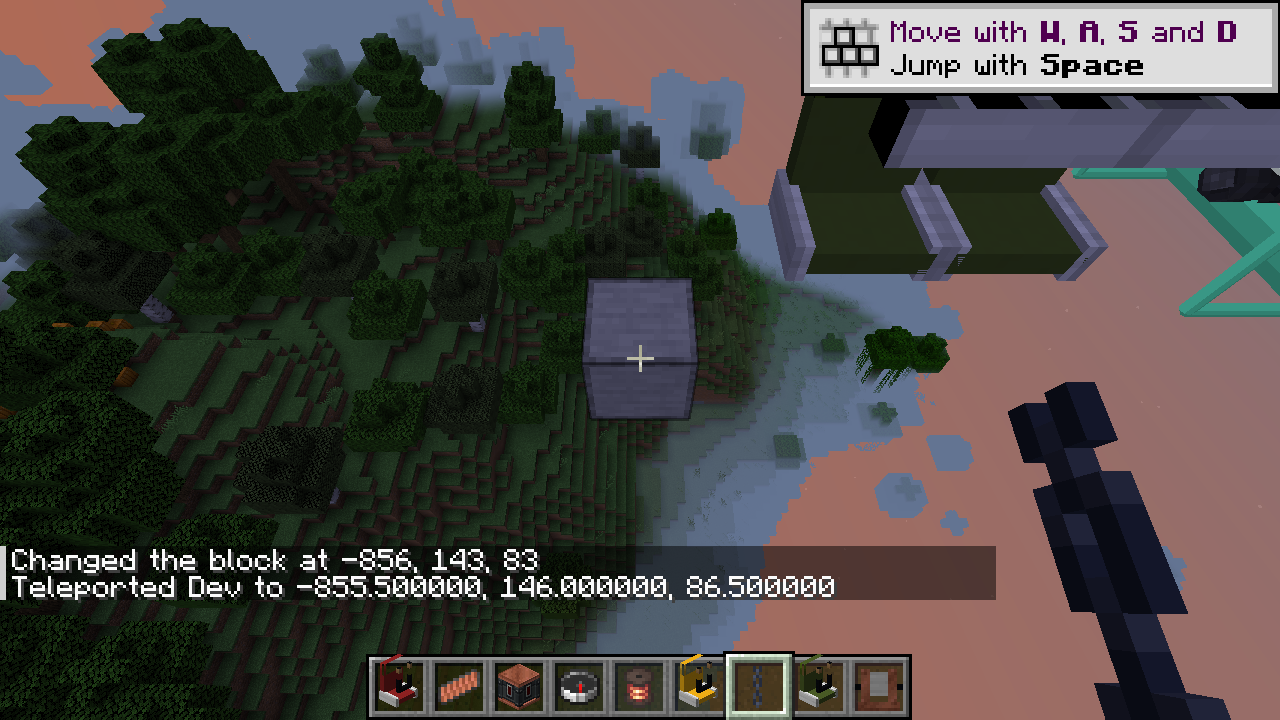 Move with W, A, S and D
Jump with Space
Changed the block at -856, 143, 83
Teleported Dev to -855.500000, 146.000000, 86.500000